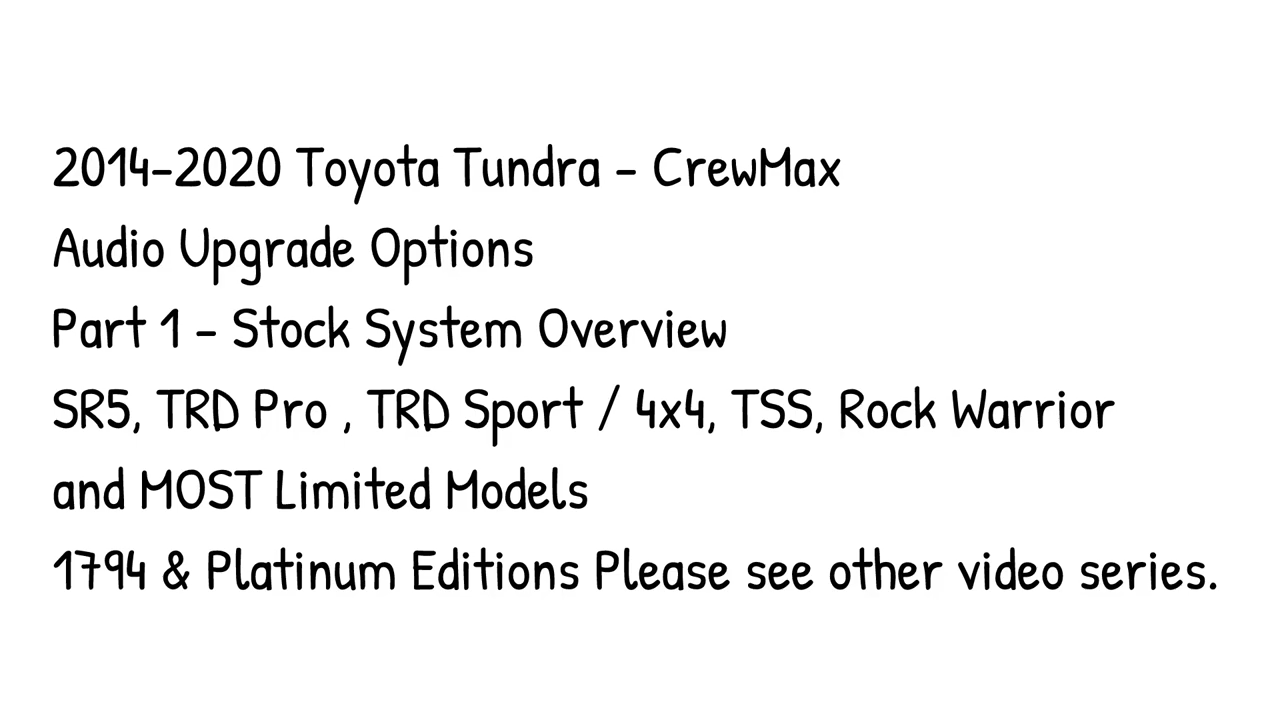 2014-2020 Toyota Tundra - CrewMax
Audio Upgrade Options
Part 1 - Stock System Overview
SR5, TRD Pro , TRD Sport / 4x4, TSS, Rock Warrior
and MOST Limited Models
1794 & Platinum Editions Please see other video series.